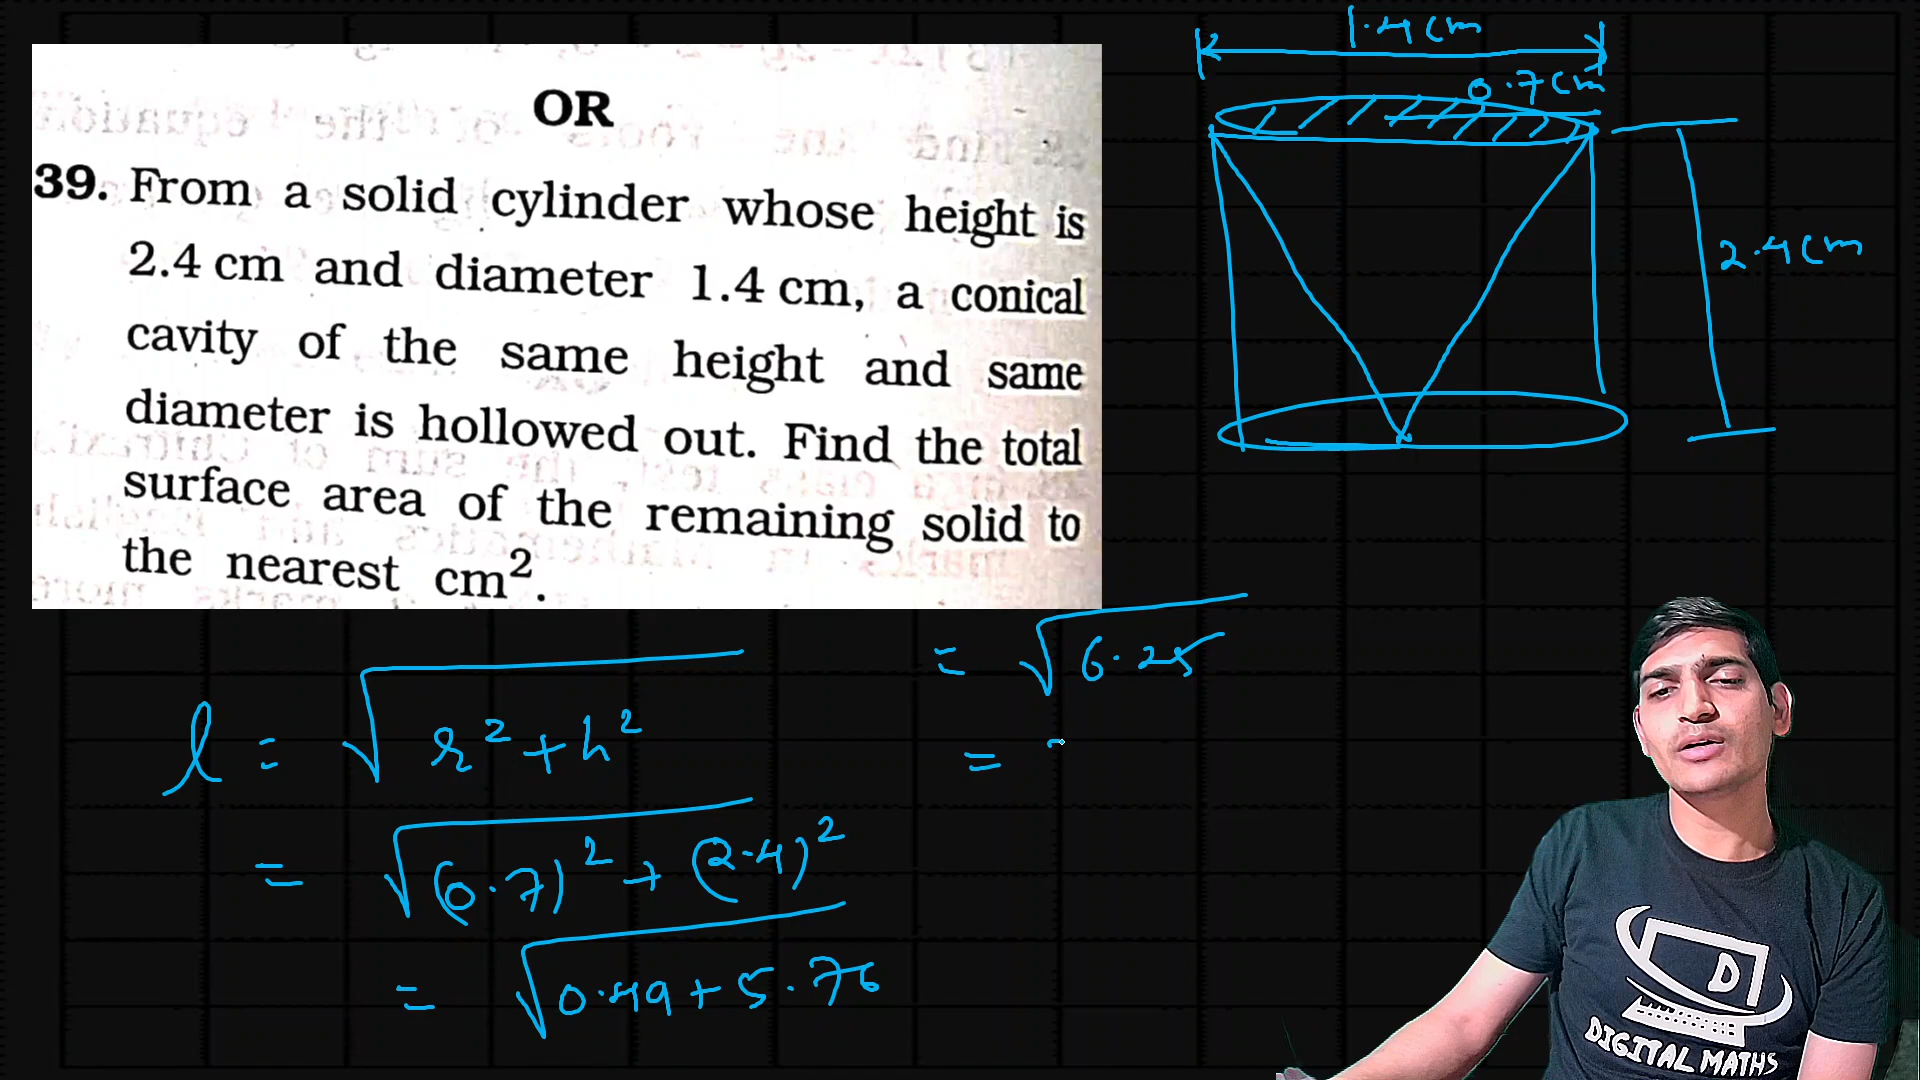 OR
39. From a solid cylinder whose height is
2.4 cm and diameter 1.4 cm, a conical
cavity of the same height and same
diameter is hollowed out. Find the total
surface area of the remaining solid to
the nearest cm².
1.4 cm
0.7 cm
2.4 cm
l = √r² + h²
= √(0.7)² + (2.4)²
= √0.49 + 5.76
= √6.25
=
D
DIGITAL MATHS